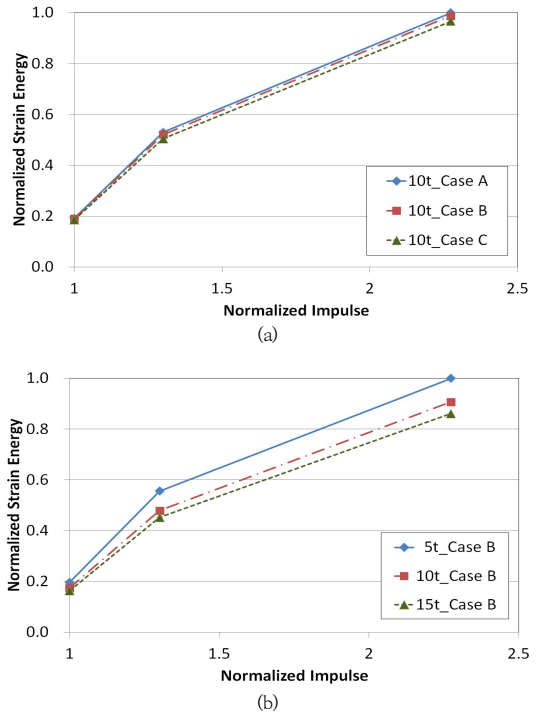 1.0
0.8
0.6
0.4
0.2
0.0
Normalized Strain Energy
10t_Case A
10t_Case B
10t_Case C
1 1.5 2 2.5
Normalized Impulse
(a)
1.0
0.8
0.6
0.4
0.2
0.0
Normalized Strain Energy
5t_Case B
10t_Case B
15t_Case B
1 1.5 2 2.5
Normalized Impulse
(b)